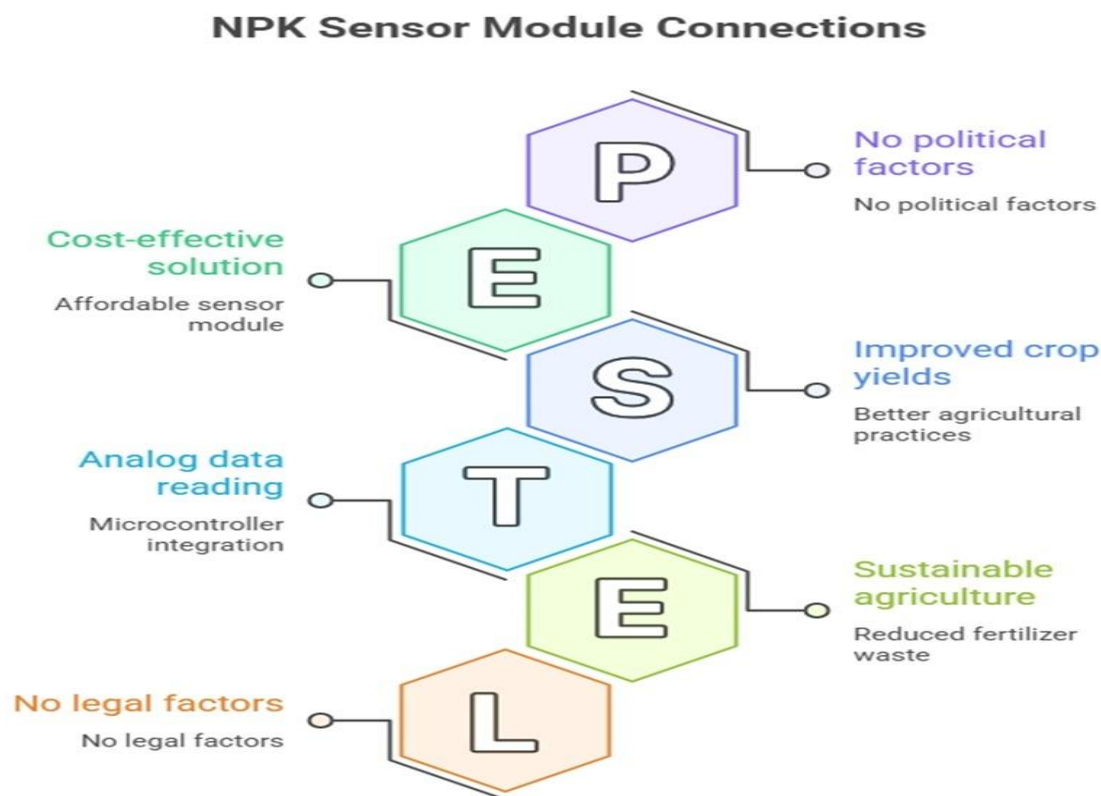 NPK Sensor Module Connections
P
No political
factors
No political factors
Cost-effective
solution
Affordable sensor
module
E
S
Improved crop
yields
Better agricultural
practices
Analog data
reading
Microcontroller
integration
T
E
Sustainable
agriculture
Reduced fertilizer
waste
No legal factors
No legal factors
L